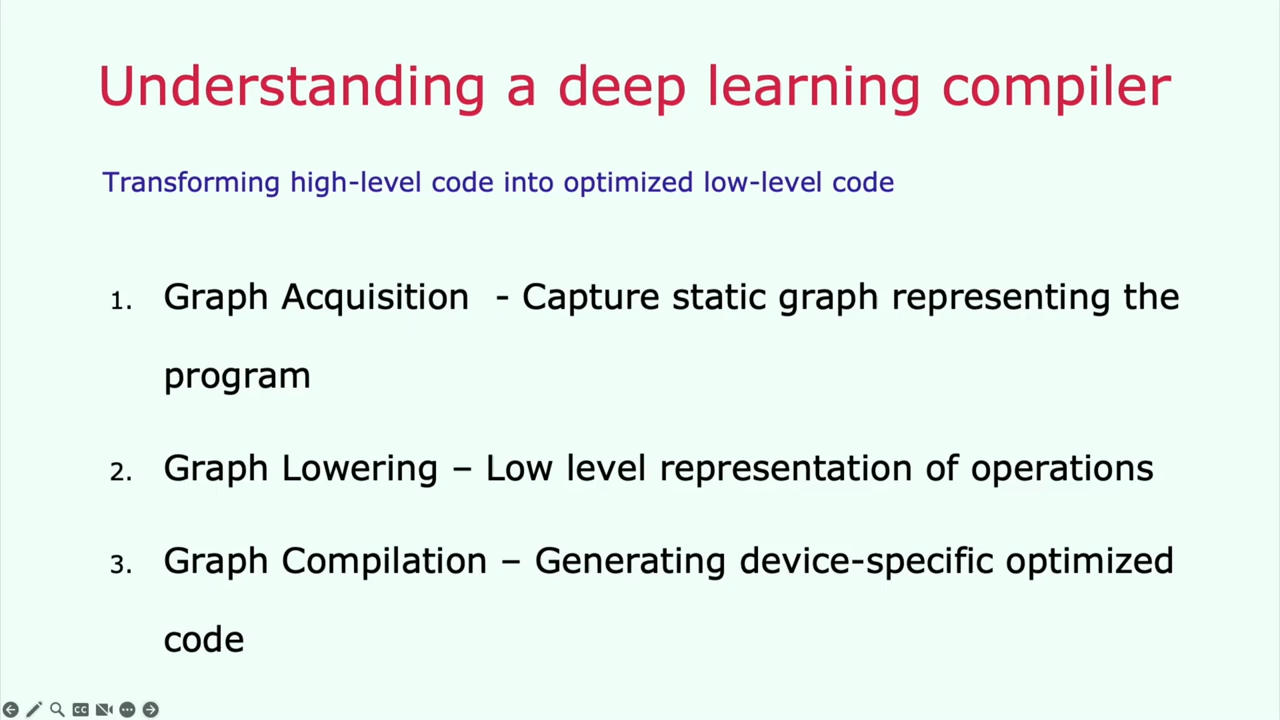 Understanding a deep learning compiler
Transforming high-level code into optimized low-level code
1. Graph Acquisition  - Capture static graph representing the
program
2. Graph Lowering – Low level representation of operations
3. Graph Compilation – Generating device-specific optimized
code
CC